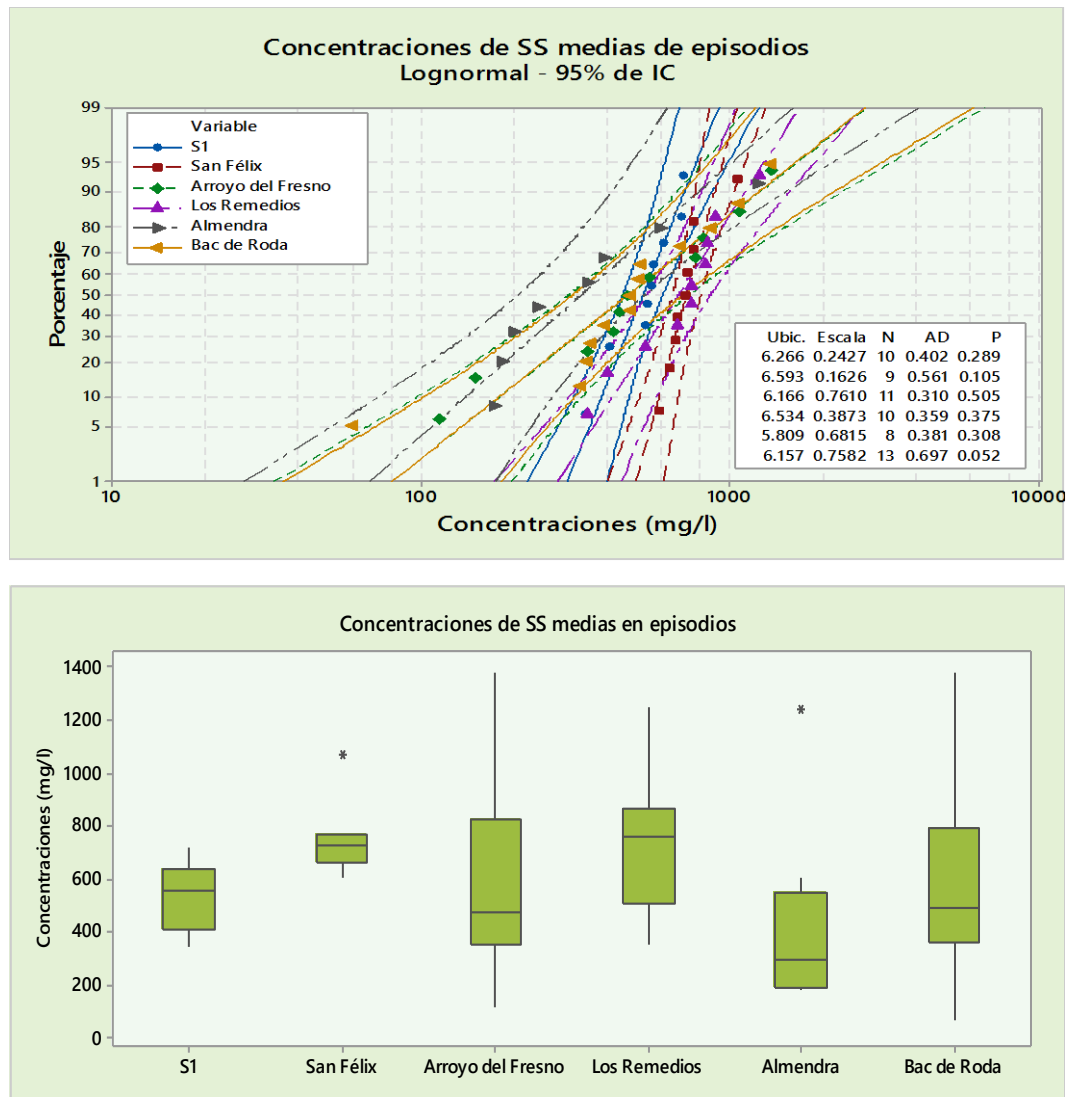 Concentraciones de SS medias de episodios
Lognormal - 95% de IC
Porcentaje
99
95
90
80
70
60
50
40
30
20
10
5
1
Variable
S1
San Félix
Arroyo del Fresno
Los Remedios
Almendra
Bac de Roda
Ubic. Escala N AD P
6.266 0.2427 10 0.402 0.289
6.593 0.1626 9 0.561 0.105
6.166 0.7610 11 0.310 0.505
6.534 0.3873 10 0.359 0.375
5.809 0.6815 8 0.381 0.308
6.157 0.7582 13 0.697 0.052
10 100 1000 10000
Concentraciones (mg/l)
Concentraciones de SS medias en episodios
Concentraciones (mg/l)
1400
1200
1000
800
600
400
200
0
S1 San Félix Arroyo del Fresno Los Remedios Almendra Bac de Roda